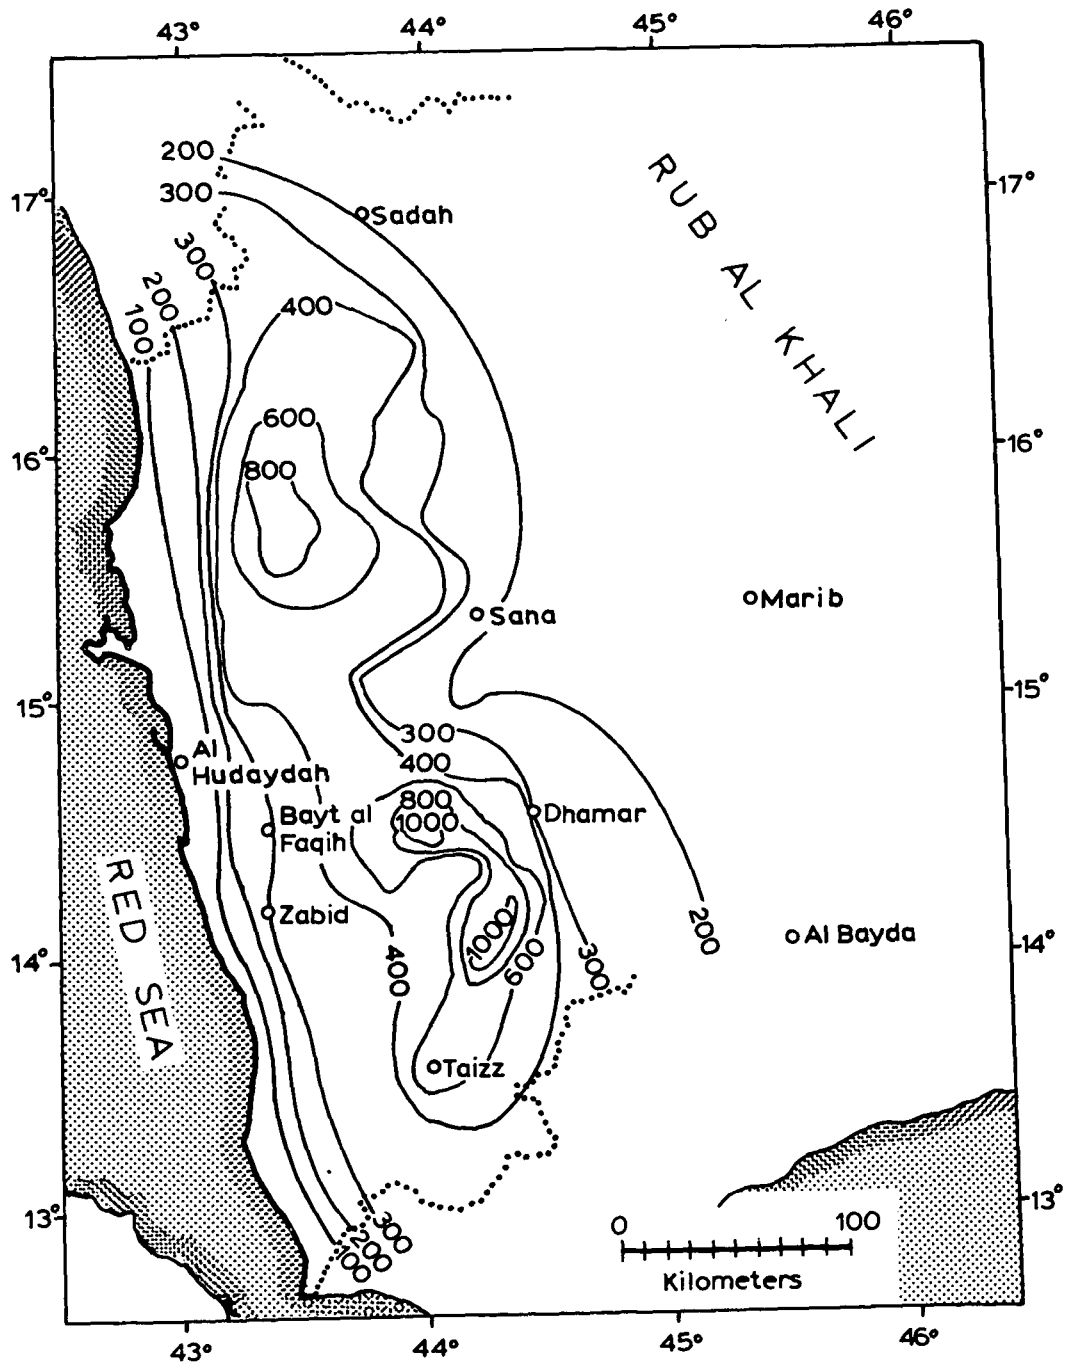 43° 44° 45° 46°
200
300
17°
17°
Sadah
RUB AL KHALI
300
200
100
400
600
800
16°
16°
Sana
Marib
15°
15°
300
400
Al
Hudaydah
800
1000
Bayt al
Faqih
Dhamar
Zabid
RED SEA
1000
600
400
300
200
Al Bayda
14°
14°
Taizz
13°
13°
300
200
100
0 100
Kilometers
43° 44° 45° 46°